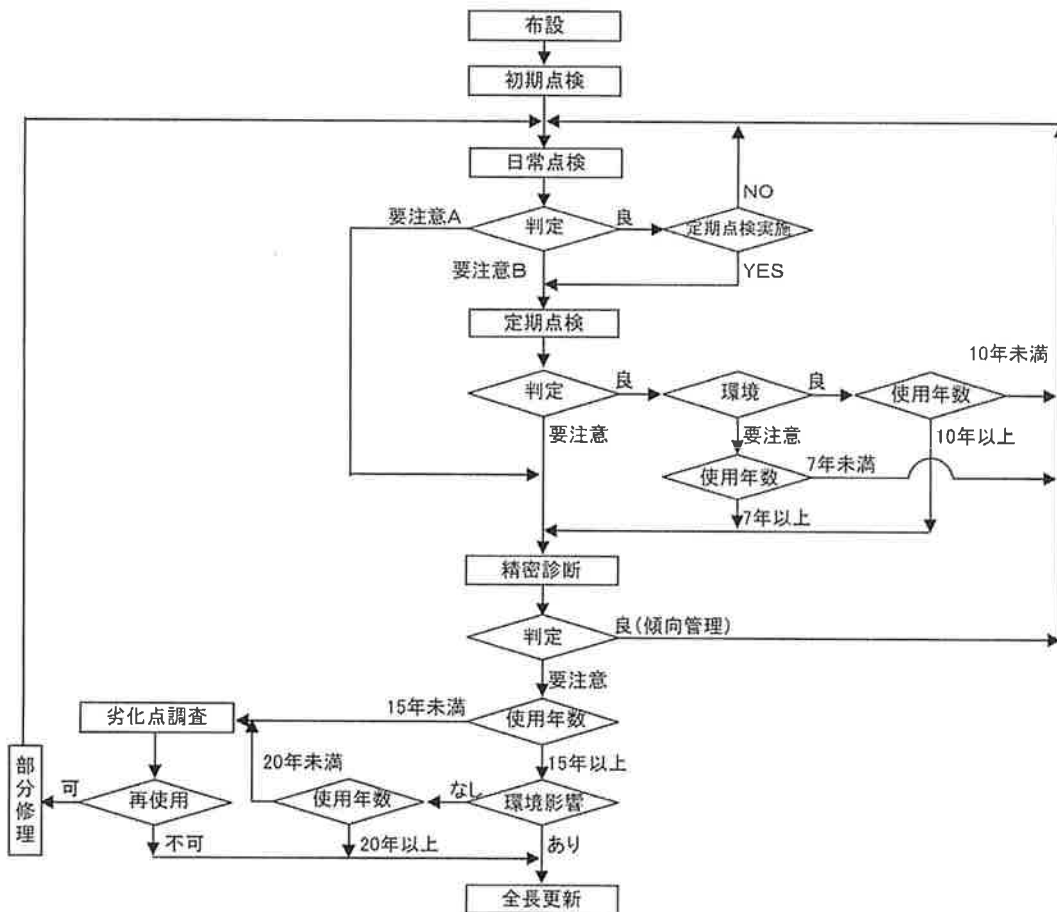 布設
初期点検
日常点検
NO
要注意A
判定
良
定期点検実施
要注意B
YES
定期点検
10年未満
判定
良
環境
良
使用年数
要注意
要注意
10年以上
使用年数
7年未満
7年以上
精密診断
判定
良(傾向管理)
要注意
15年未満
使用年数
劣化点調査
15年以上
20年未満
部分修理
可
再使用
使用年数
なし
環境影響
不可
20年以上
あり
全長更新